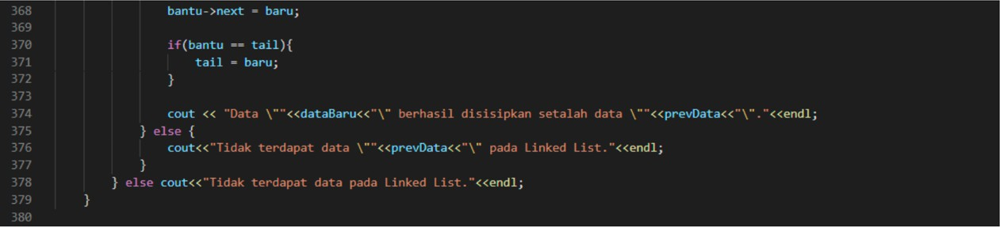 368 bantu->next = baru;
369
370 if(bantu == tail){
371 tail = baru;
372 }
373
374 cout << "Data \""<<dataBaru<<"\" berhasil disisipkan setalah data \""<<prevData<<"\"."<<endl;
375 } else {
376 cout<<"Tidak terdapat data \""<<prevData<<"\" pada Linked List."<<endl;
377 }
378 } else cout<<"Tidak terdapat data pada Linked List."<<endl;
379 }
380